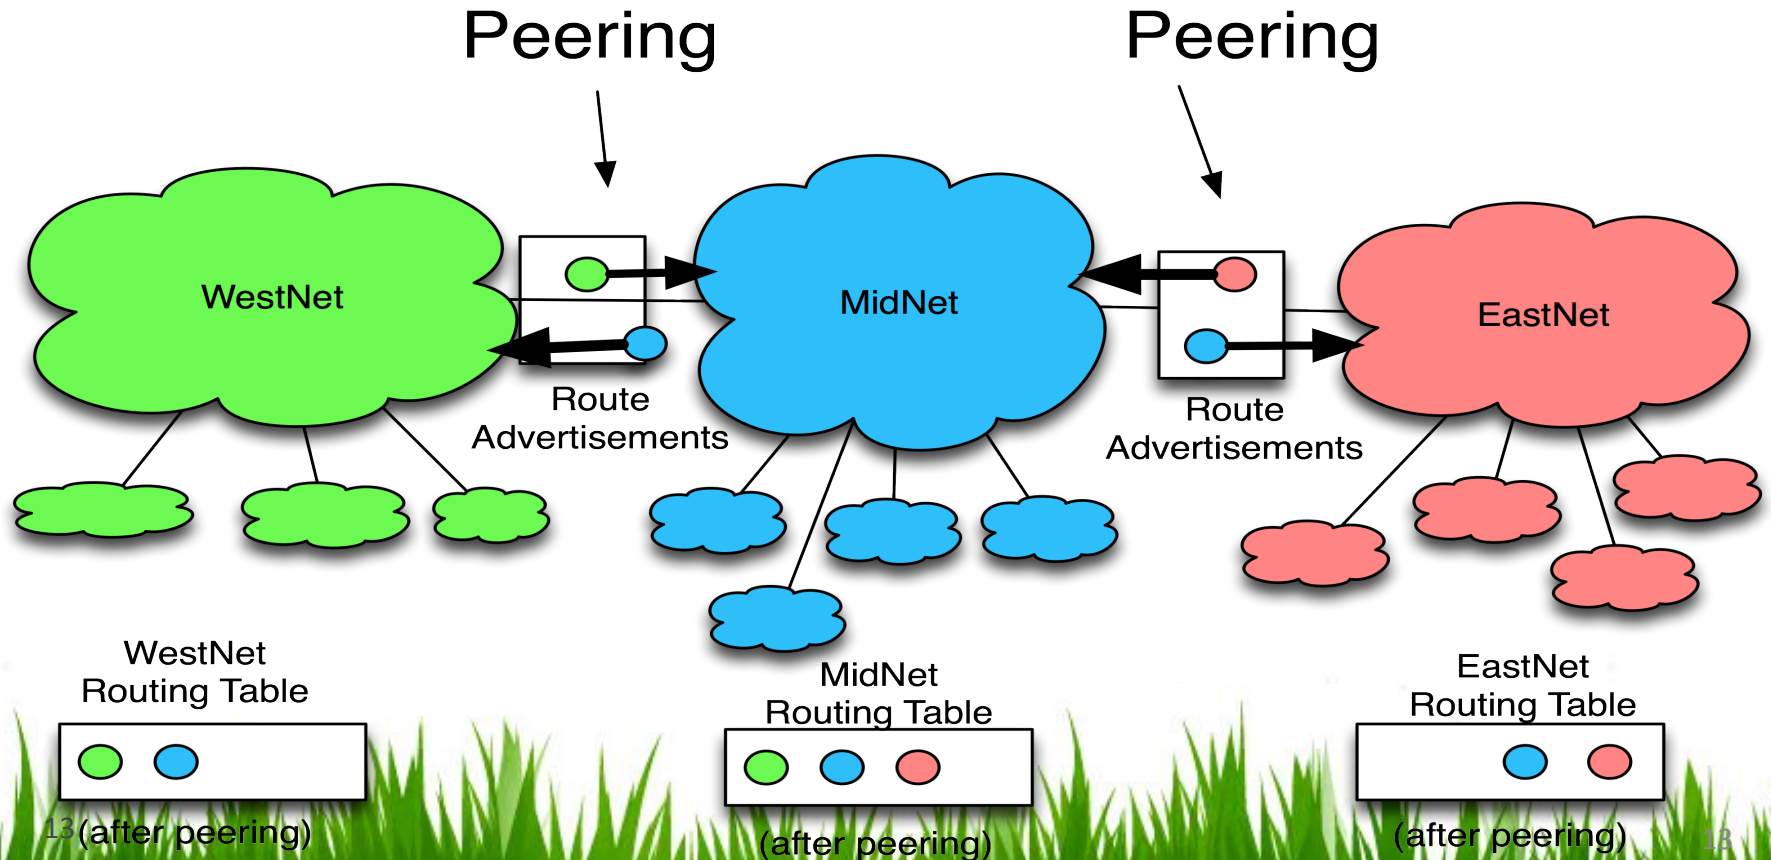 Peering
Peering
WestNet
MidNet
EastNet
Route
Advertisements
Route
Advertisements
WestNet
Routing Table
MidNet
Routing Table
EastNet
Routing Table
13
(after peering)
(after peering)
(after peering)
13